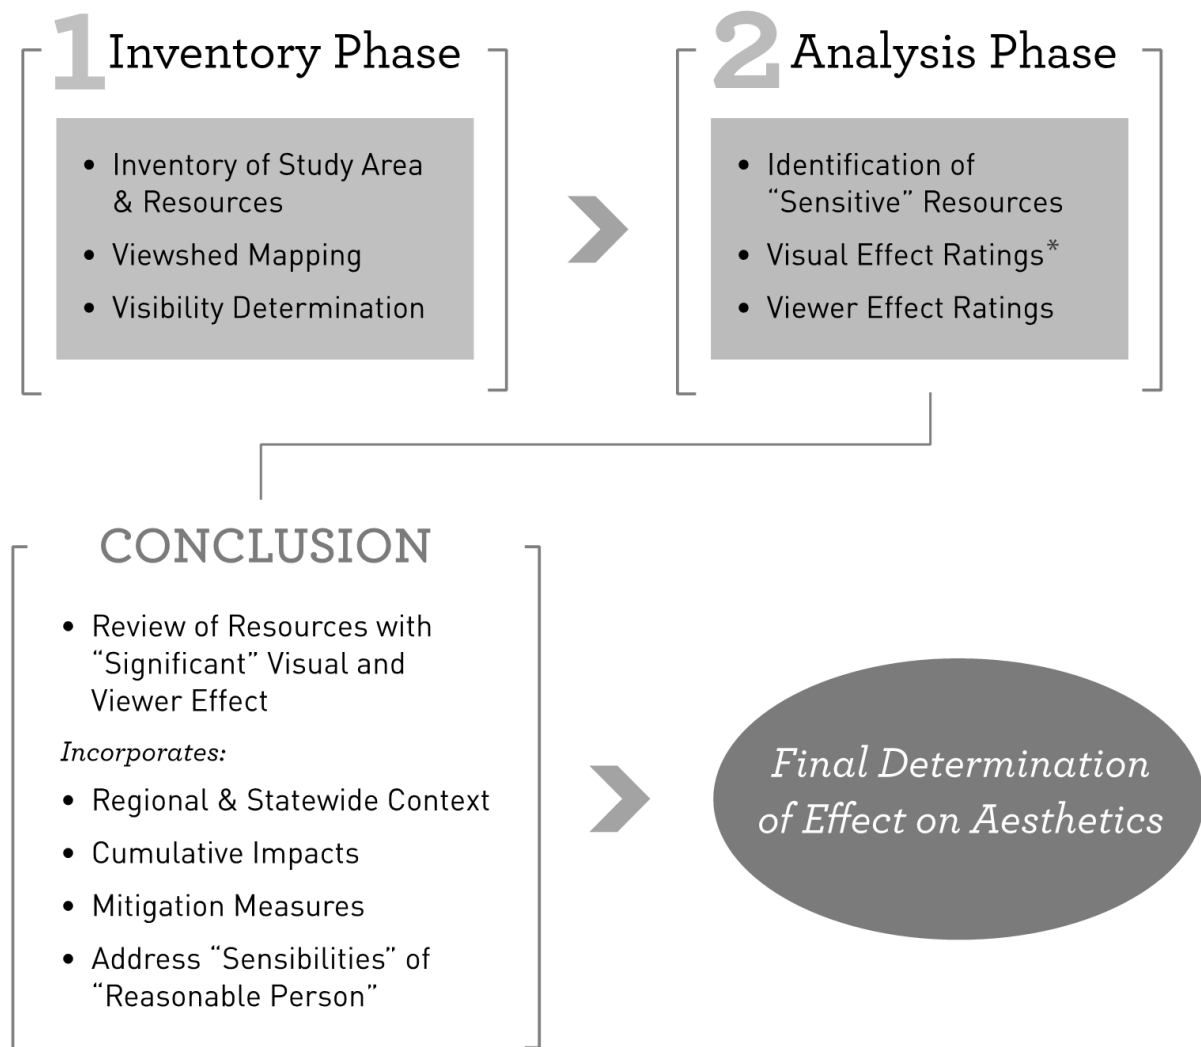 1 Inventory Phase
• Inventory of Study Area
& Resources
• Viewshed Mapping
• Visibility Determination
2 Analysis Phase
• Identification of
“Sensitive” Resources
• Visual Effect Ratings*
• Viewer Effect Ratings
CONCLUSION
• Review of Resources with
“Significant” Visual and
Viewer Effect
Incorporates:
• Regional & Statewide Context
• Cumulative Impacts
• Mitigation Measures
• Address “Sensibilities” of
“Reasonable Person”
Final Determination
of Effect on Aesthetics